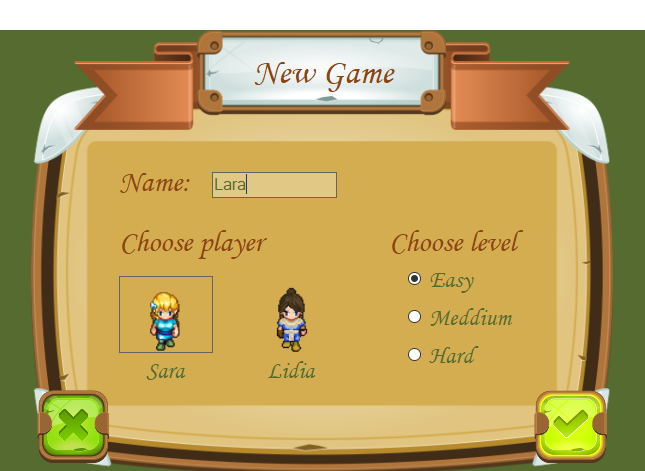 New Game
Name: Lara
Choose player
Sara
Lidia
Choose level
Easy
Meddium
Hard